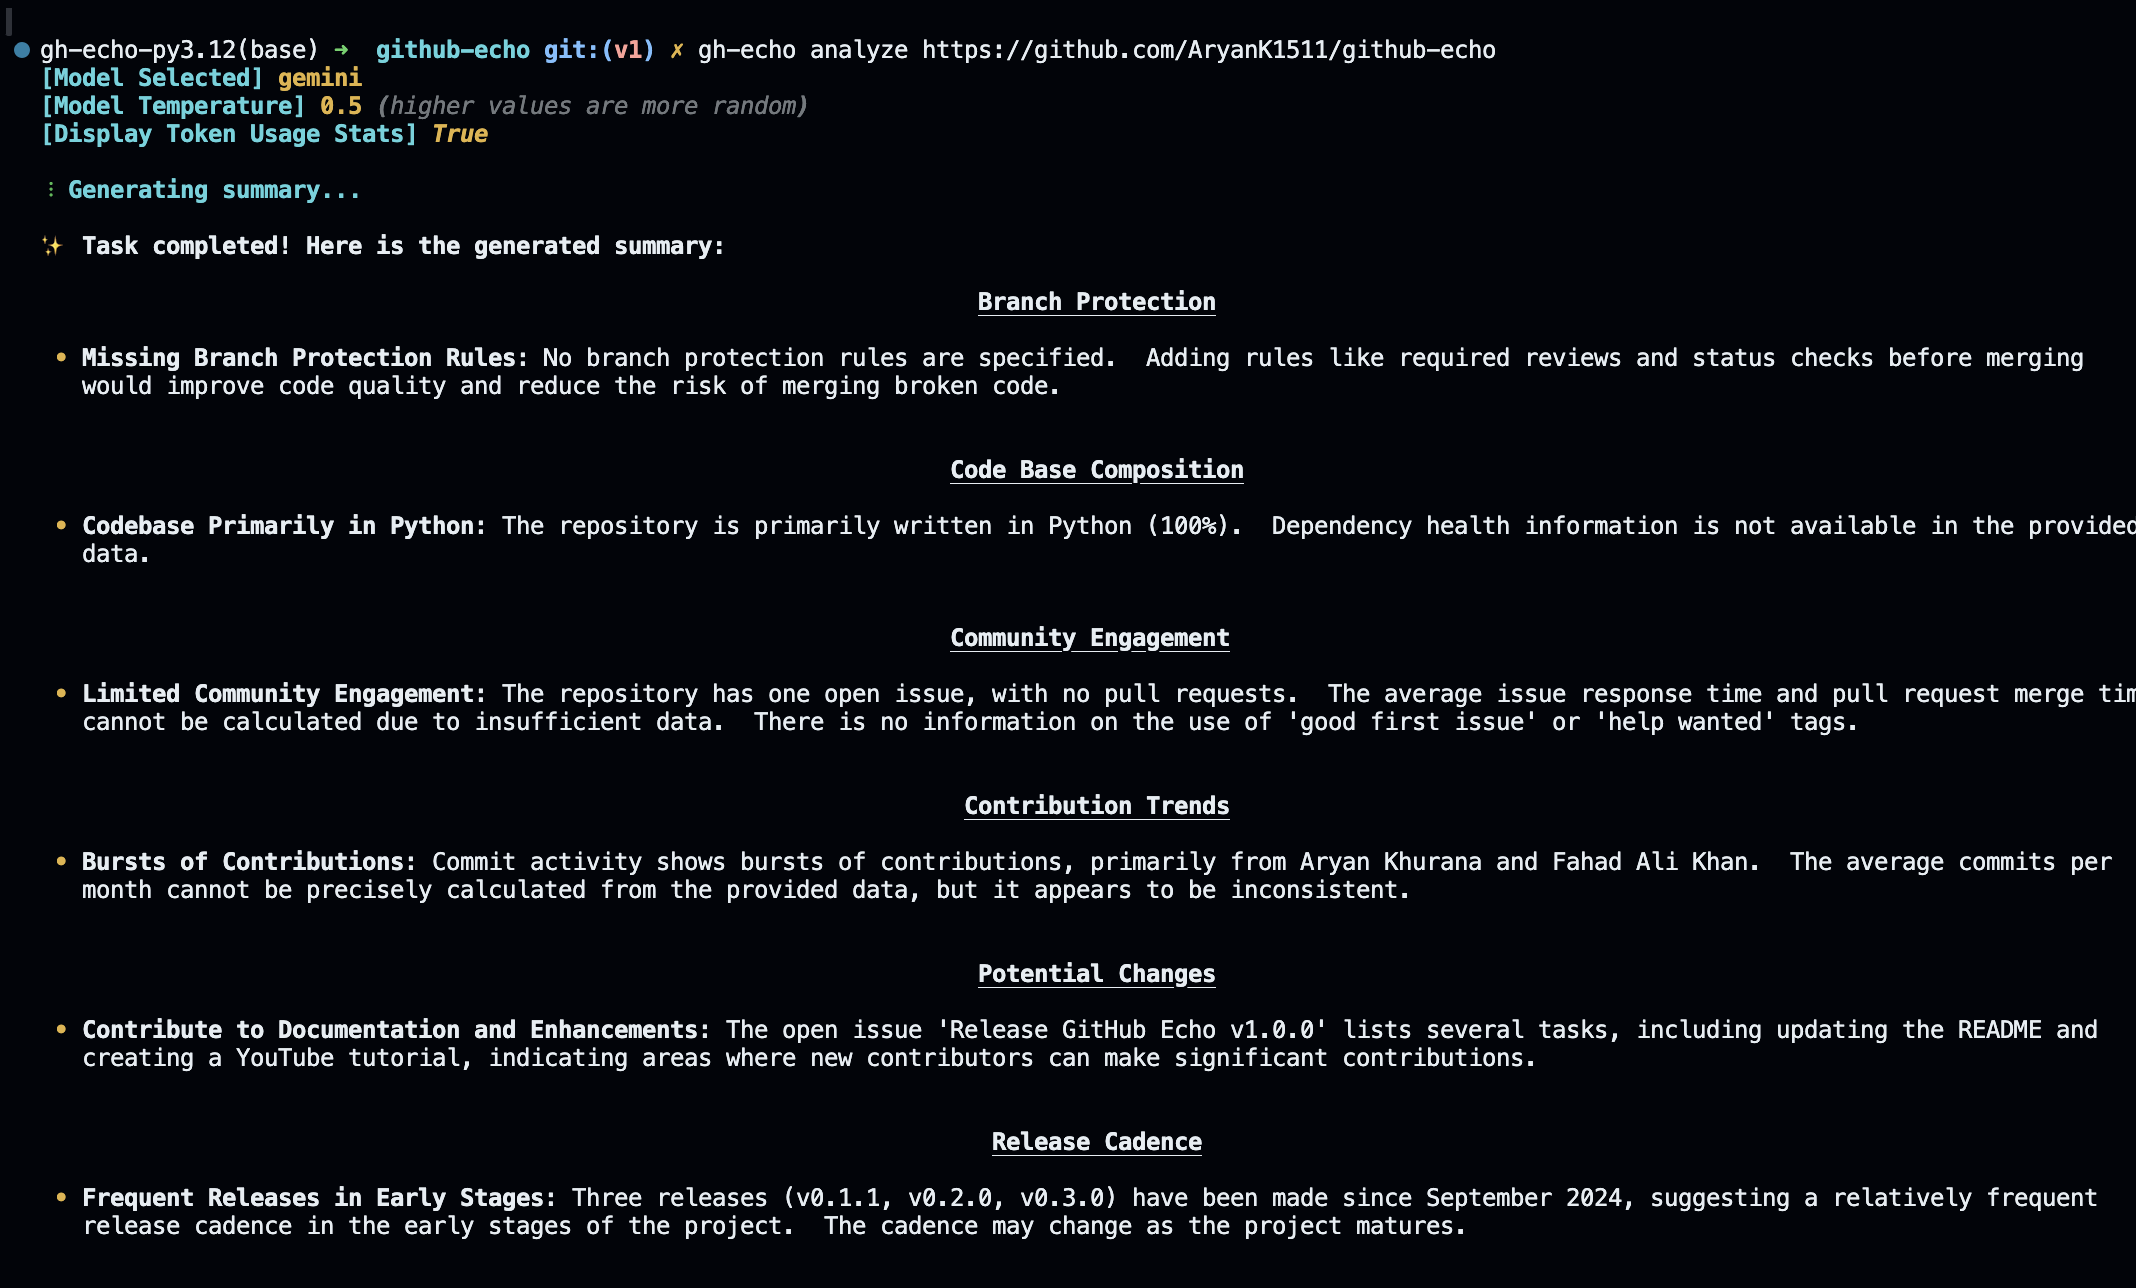 gh-echo-py3.12(base) ➜  github-echo git:(v1) ✗ gh-echo analyze https://github.com/AryanK1511/github-echo
[Model Selected] gemini
[Model Temperature] 0.5 (higher values are more random)
[Display Token Usage Stats] True
⠸ Generating summary...
✨ Task completed! Here is the generated summary:
Branch Protection
• Missing Branch Protection Rules: No branch protection rules are specified.  Adding rules like required reviews and status checks before merging
would improve code quality and reduce the risk of merging broken code.
Code Base Composition
• Codebase Primarily in Python: The repository is primarily written in Python (100%).  Dependency health information is not available in the provided
data.
Community Engagement
• Limited Community Engagement: The repository has one open issue, with no pull requests.  The average issue response time and pull request merge tim
cannot be calculated due to insufficient data.  There is no information on the use of 'good first issue' or 'help wanted' tags.
Contribution Trends
• Bursts of Contributions: Commit activity shows bursts of contributions, primarily from Aryan Khurana and Fahad Ali Khan.  The average commits per
month cannot be precisely calculated from the provided data, but it appears to be inconsistent.
Potential Changes
• Contribute to Documentation and Enhancements: The open issue 'Release GitHub Echo v1.0.0' lists several tasks, including updating the README and
creating a YouTube tutorial, indicating areas where new contributors can make significant contributions.
Release Cadence
• Frequent Releases in Early Stages: Three releases (v0.1.1, v0.2.0, v0.3.0) have been made since September 2024, suggesting a relatively frequent
release cadence in the early stages of the project.  The cadence may change as the project matures.